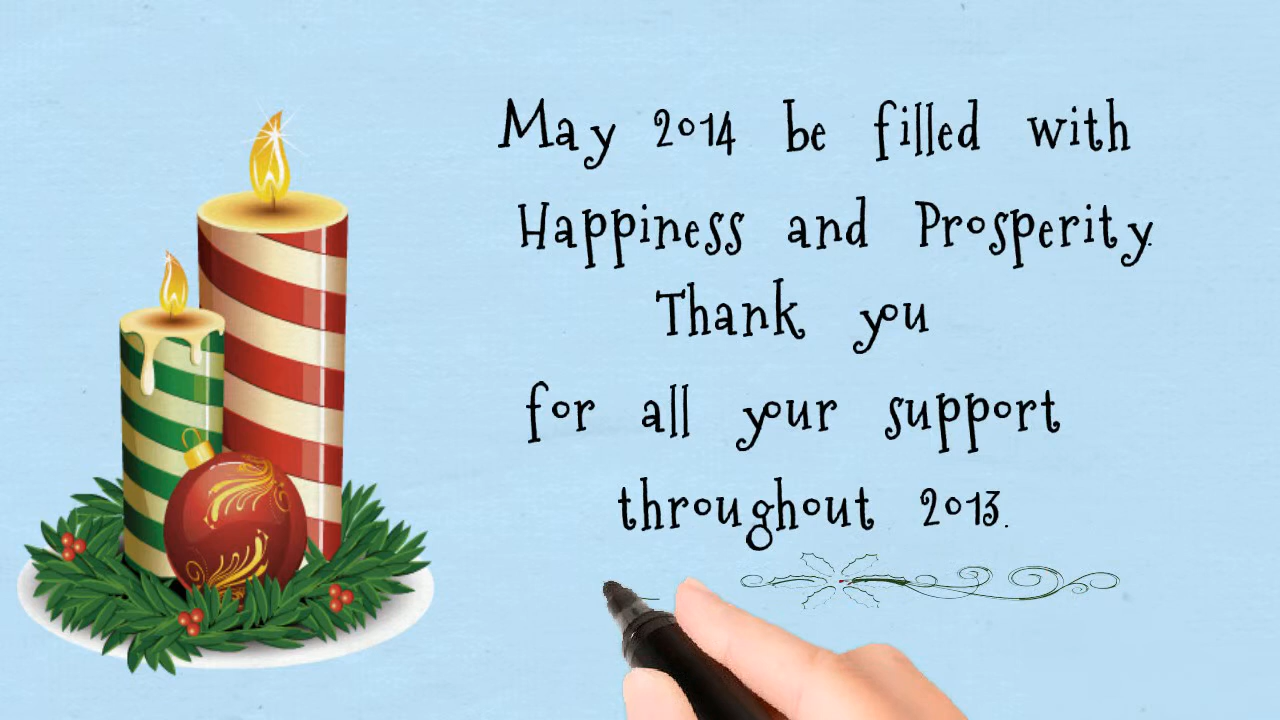 May 2014 be filled with
Happiness and Prosperity.
Thank you
for all your support
throughout 2013.